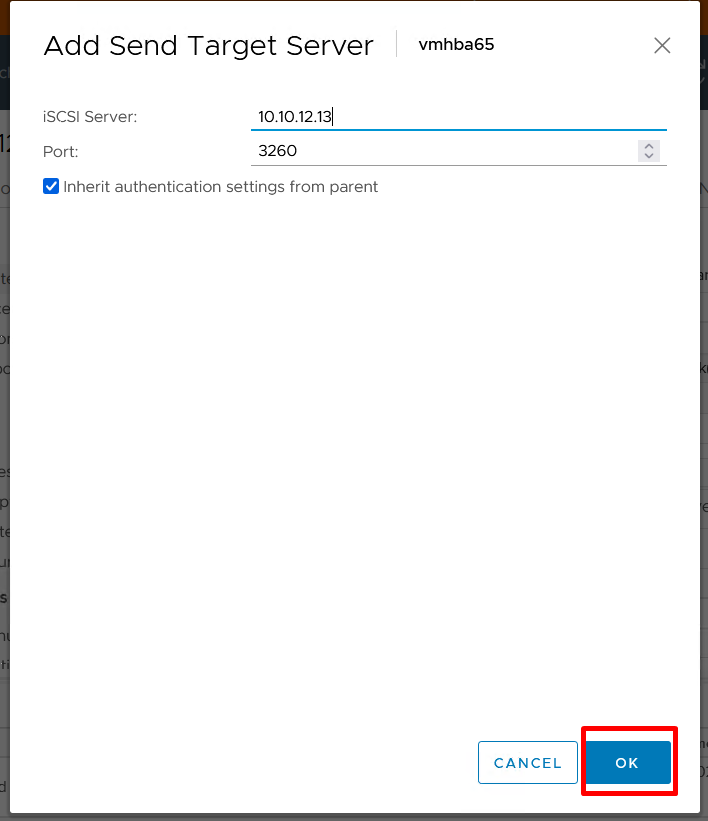 Add Send Target Server vmhba65
iSCSI Server: 10.10.12.13
Port: 3260
Inherit authentication settings from parent
CANCEL OK